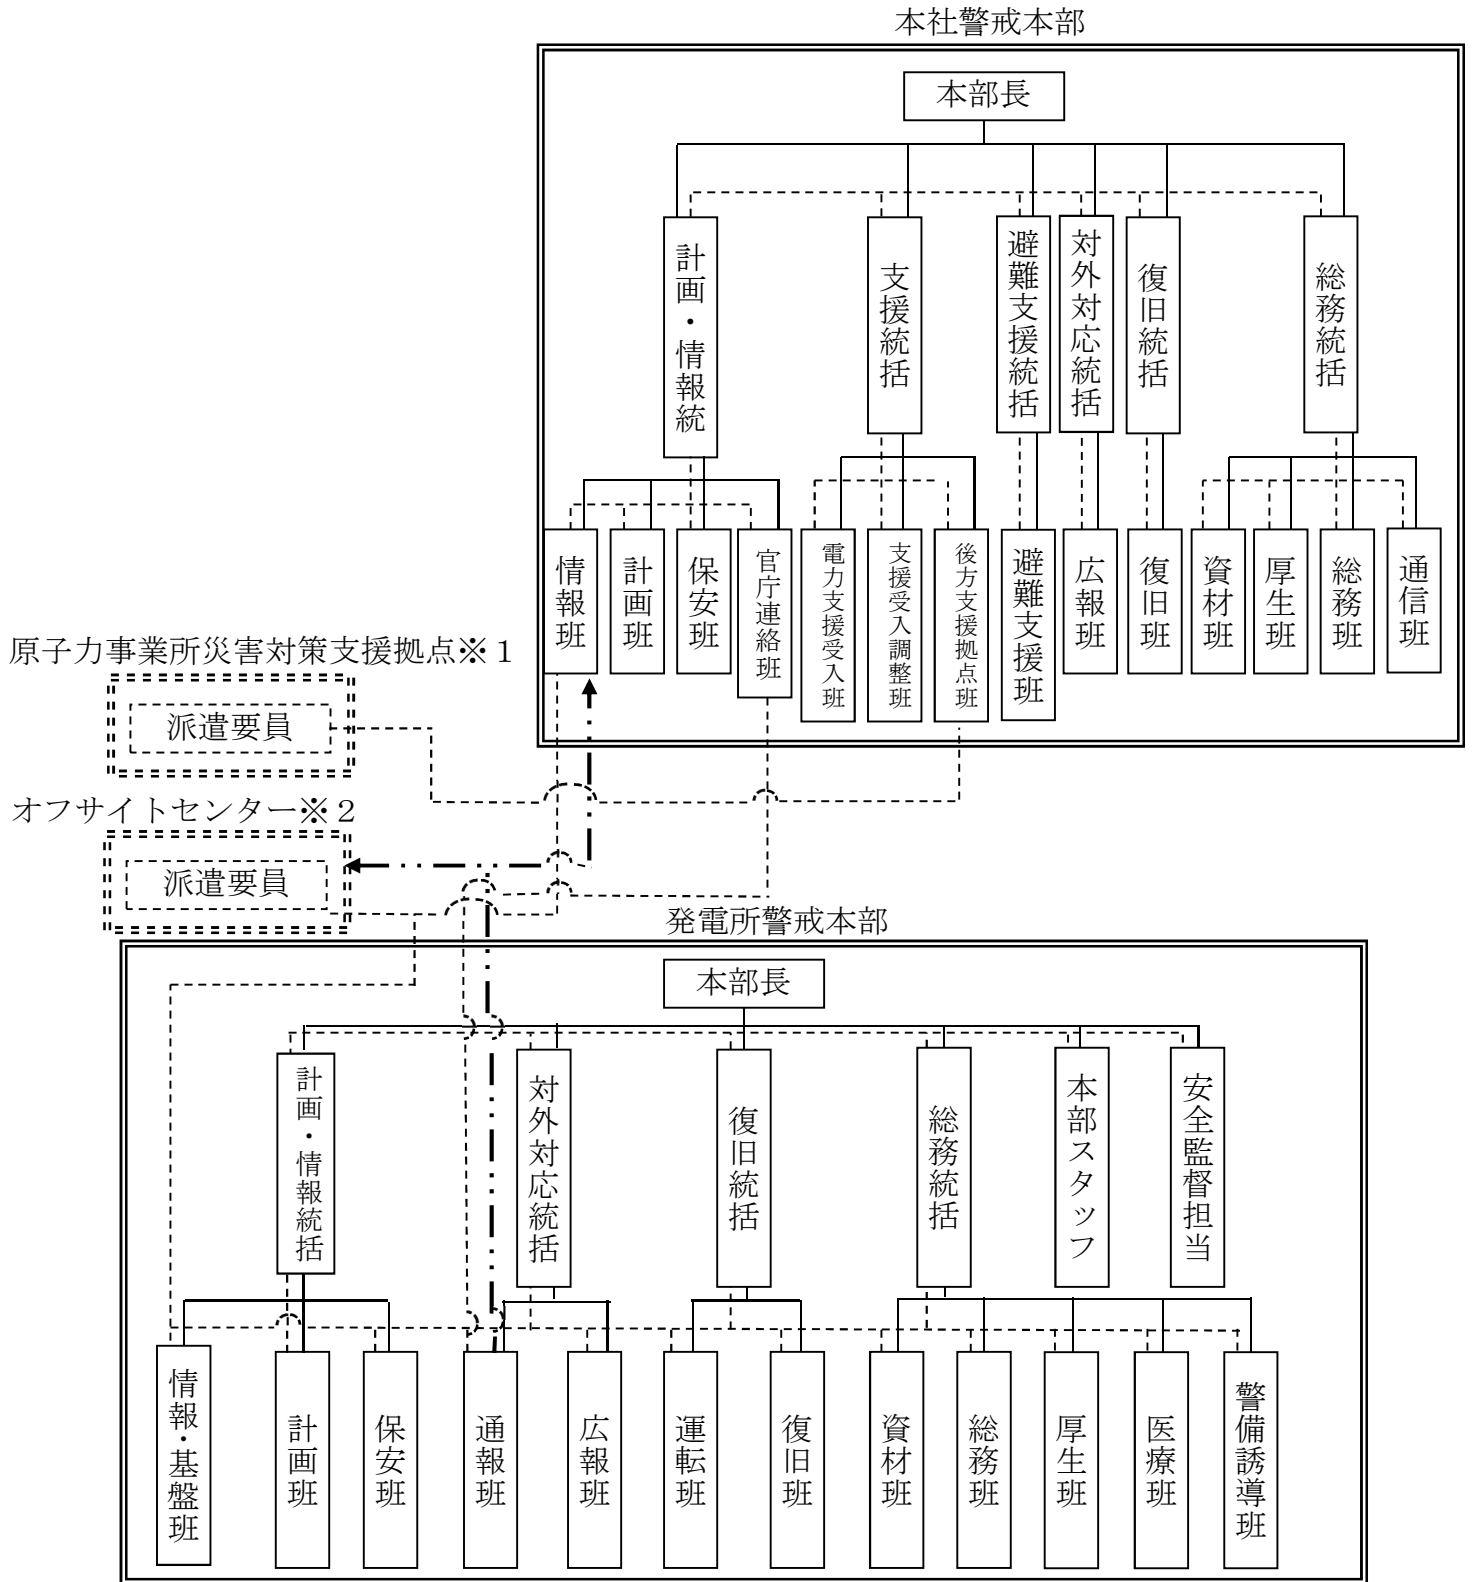 本社警戒本部
本部長
計画・情報統
支援統括
避難支援統括
対外対応統括
復旧統括
総務統括
情報班
計画班
保安班
官庁連絡班
電力支援受入班
支援受入調整班
後方支援拠点班
避難支援班
広報班
復旧班
資材班
厚生班
総務班
通信班
原子力事業所災害対策支援拠点※1
派遣要員
オフサイトセンター※2
派遣要員
発電所警戒本部
本部長
計画・情報統括
対外対応統括
復旧統括
総務統括
本部スタッフ
安全監督担当
情報・基盤班
計画班
保安班
通報班
広報班
運転班
復旧班
資材班
総務班
厚生班
医療班
警備誘導班